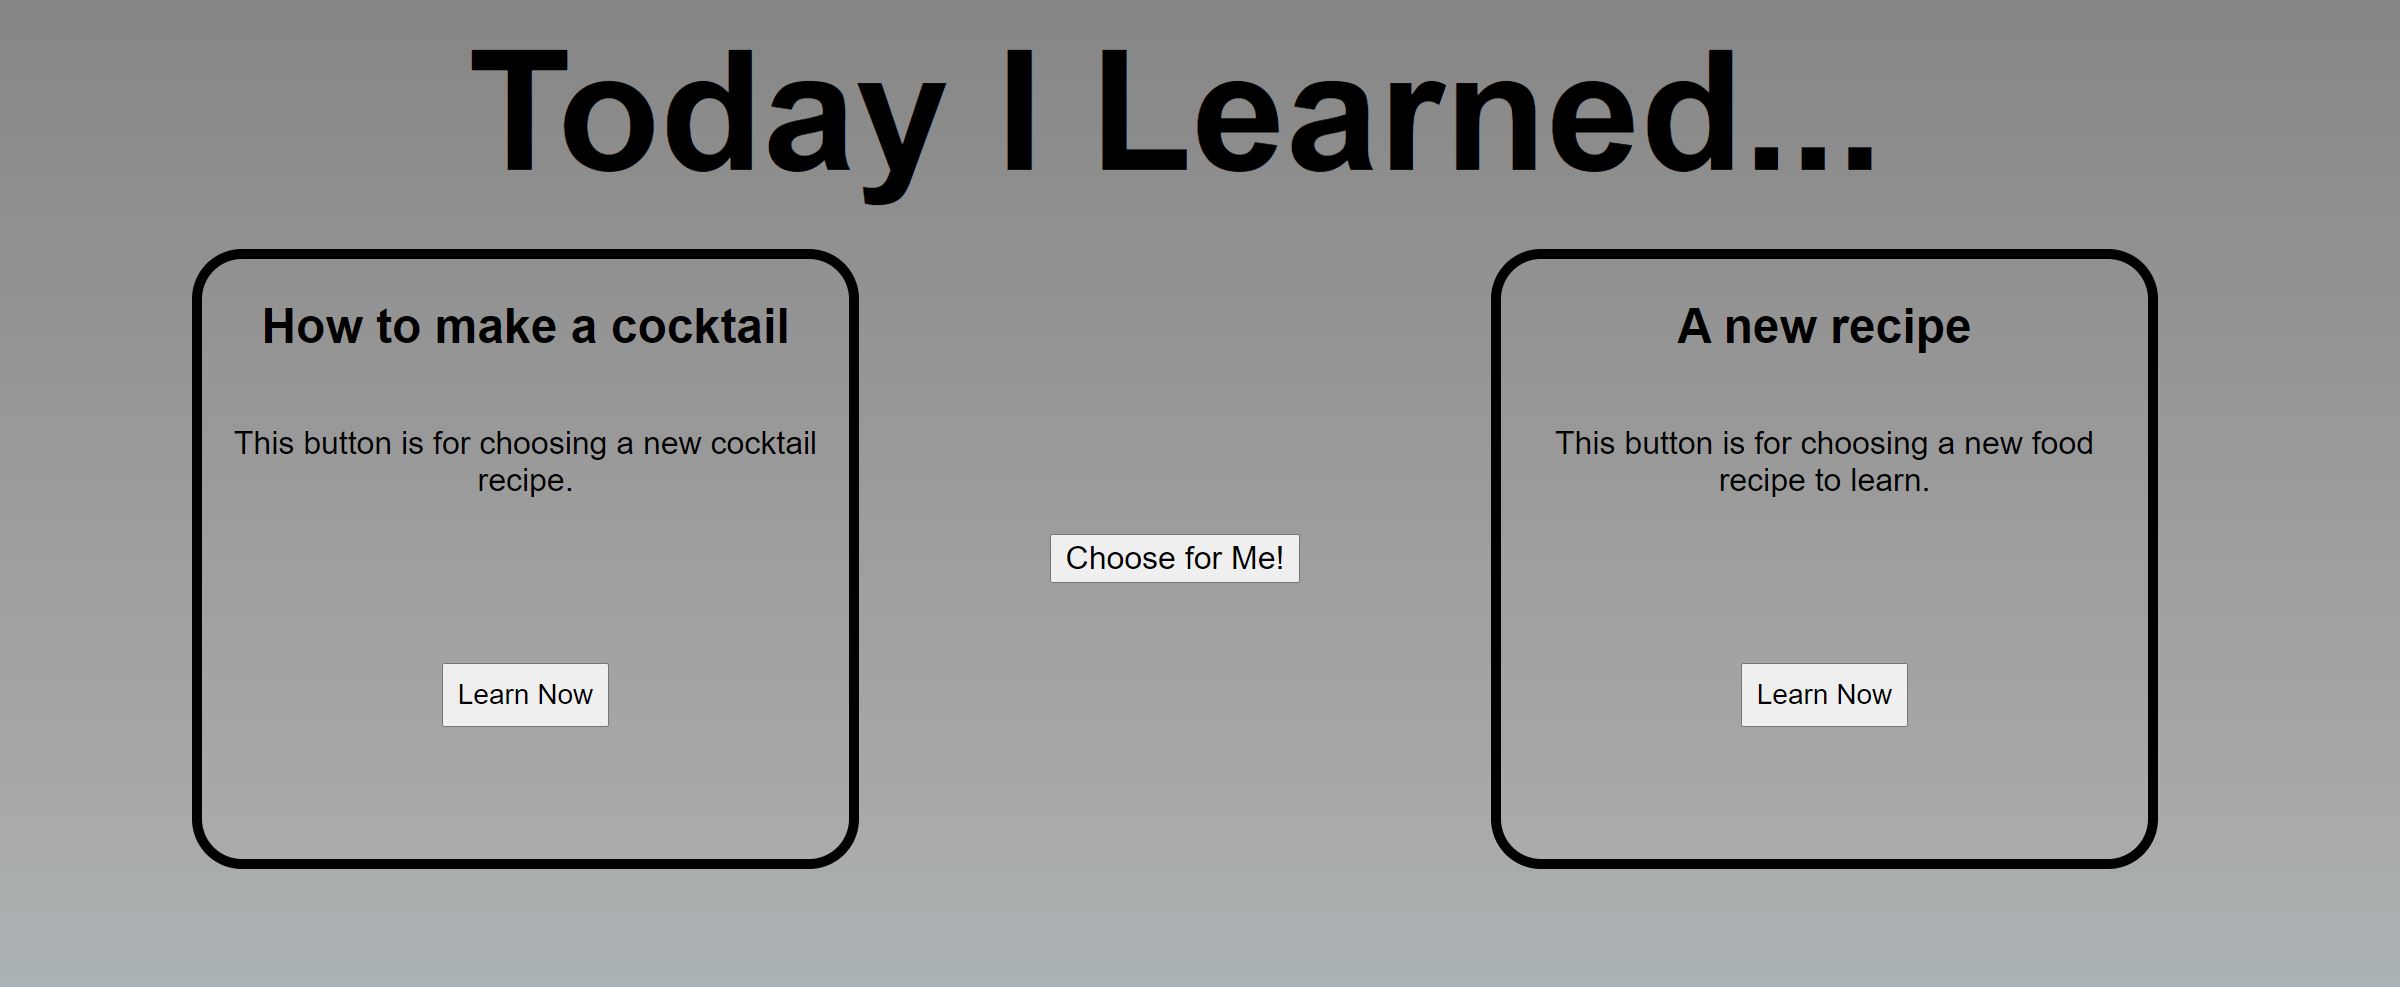 Today I Learned...
How to make a cocktail
This button is for choosing a new cocktail
recipe.
Learn Now
Choose for Me!
A new recipe
This button is for choosing a new food
recipe to learn.
Learn Now